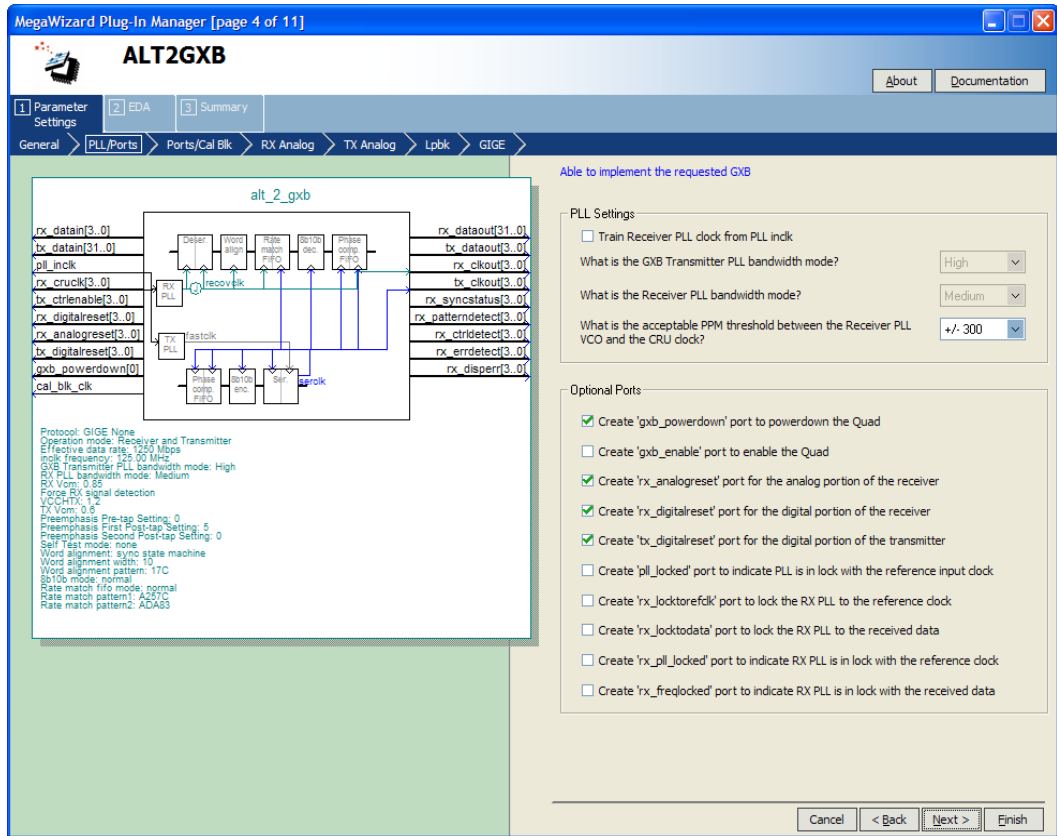 MegaWizard Plug-In Manager [page 4 of 11]
ALT2GXB
About
Documentation
1 Parameter Settings
2 EDA
3 Summary
General
PLL/Ports
Ports/Cal Blk
RX Analog
TX Analog
Lpbk
GIGE
alt_2_gxb
rx_datain[3..0]
tx_datain[31..0]
pll_inclk
rx_cruclk[3..0]
tx_ctrlenable[3..0]
rx_digitalreset[3..0]
rx_analogreset[3..0]
tx_digitalreset[3..0]
gxb_powerdown[0]
cal_blk_clk
Deser.
Word align
Rate match FIFO
8b10b dec.
Phase comp. FIFO
RX PLL
recovclk
TX PLL
fastclk
Phase comp. FIFO
8b10b enc.
Ser.
serclk
rx_dataout[31..0]
tx_dataout[3..0]
rx_clkout[3..0]
tx_clkout[3..0]
rx_syncstatus[3..0]
rx_patterndetect[3..0]
rx_ctrldetect[3..0]
rx_errdetect[3..0]
rx_disperr[3..0]
Protocol: GIGE None
Operation mode: Receiver and Transmitter
Effective data rate: 1250 Mbps
inclk frequency: 125.00 MHz
GXB Transmitter PLL bandwidth mode: High
RX PLL bandwidth mode: Medium
RX Vcm: 0.85
Force RX signal detection
VCCHTX: 1.2
TX Vcm: 0.6
Preemphasis Pre-tap Setting: 0
Preemphasis First Post-tap Setting: 5
Preemphasis Second Post-tap Setting: 0
Self Test mode: none
Word alignment: sync state machine
Word alignment width: 10
Word alignment pattern: 17C
8b10b mode: normal
Rate match fifo mode: normal
Rate match pattern1: A257C
Rate match pattern2: ADA83
Able to implement the requested GXB
PLL Settings
Train Receiver PLL clock from PLL inclk
What is the GXB Transmitter PLL bandwidth mode?
High
What is the Receiver PLL bandwidth mode?
Medium
What is the acceptable PPM threshold between the Receiver PLL
VCO and the CRU clock?
+/- 300
Optional Ports
Create 'gxb_powerdown' port to powerdown the Quad
Create 'gxb_enable' port to enable the Quad
Create 'rx_analogreset' port for the analog portion of the receiver
Create 'rx_digitalreset' port for the digital portion of the receiver
Create 'tx_digitalreset' port for the digital portion of the transmitter
Create 'pll_locked' port to indicate PLL is in lock with the reference input clock
Create 'rx_locktorefclk' port to lock the RX PLL to the reference clock
Create 'rx_locktodata' port to lock the RX PLL to the received data
Create 'rx_pll_locked' port to indicate RX PLL is in lock with the reference clock
Create 'rx_freqlocked' port to indicate RX PLL is in lock with the received data
Cancel
< Back
Next >
Finish